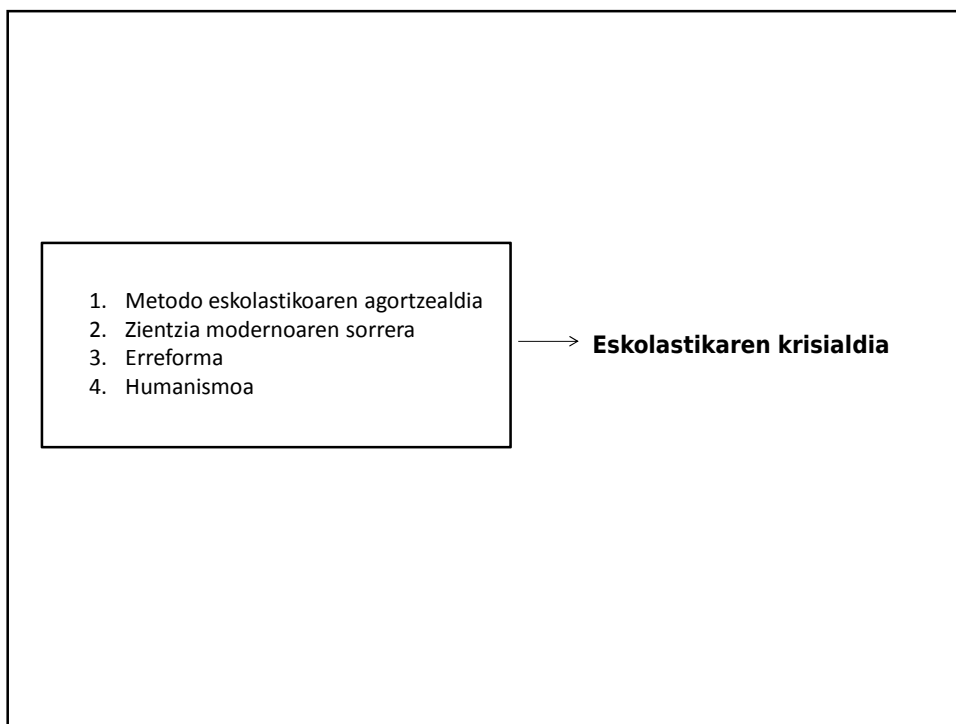 1. Metodo eskolastikoaren agortzealdia
2. Zientzia modernoaren sorrera
3. Erreforma
4. Humanismoa
Eskolastikaren krisialdia